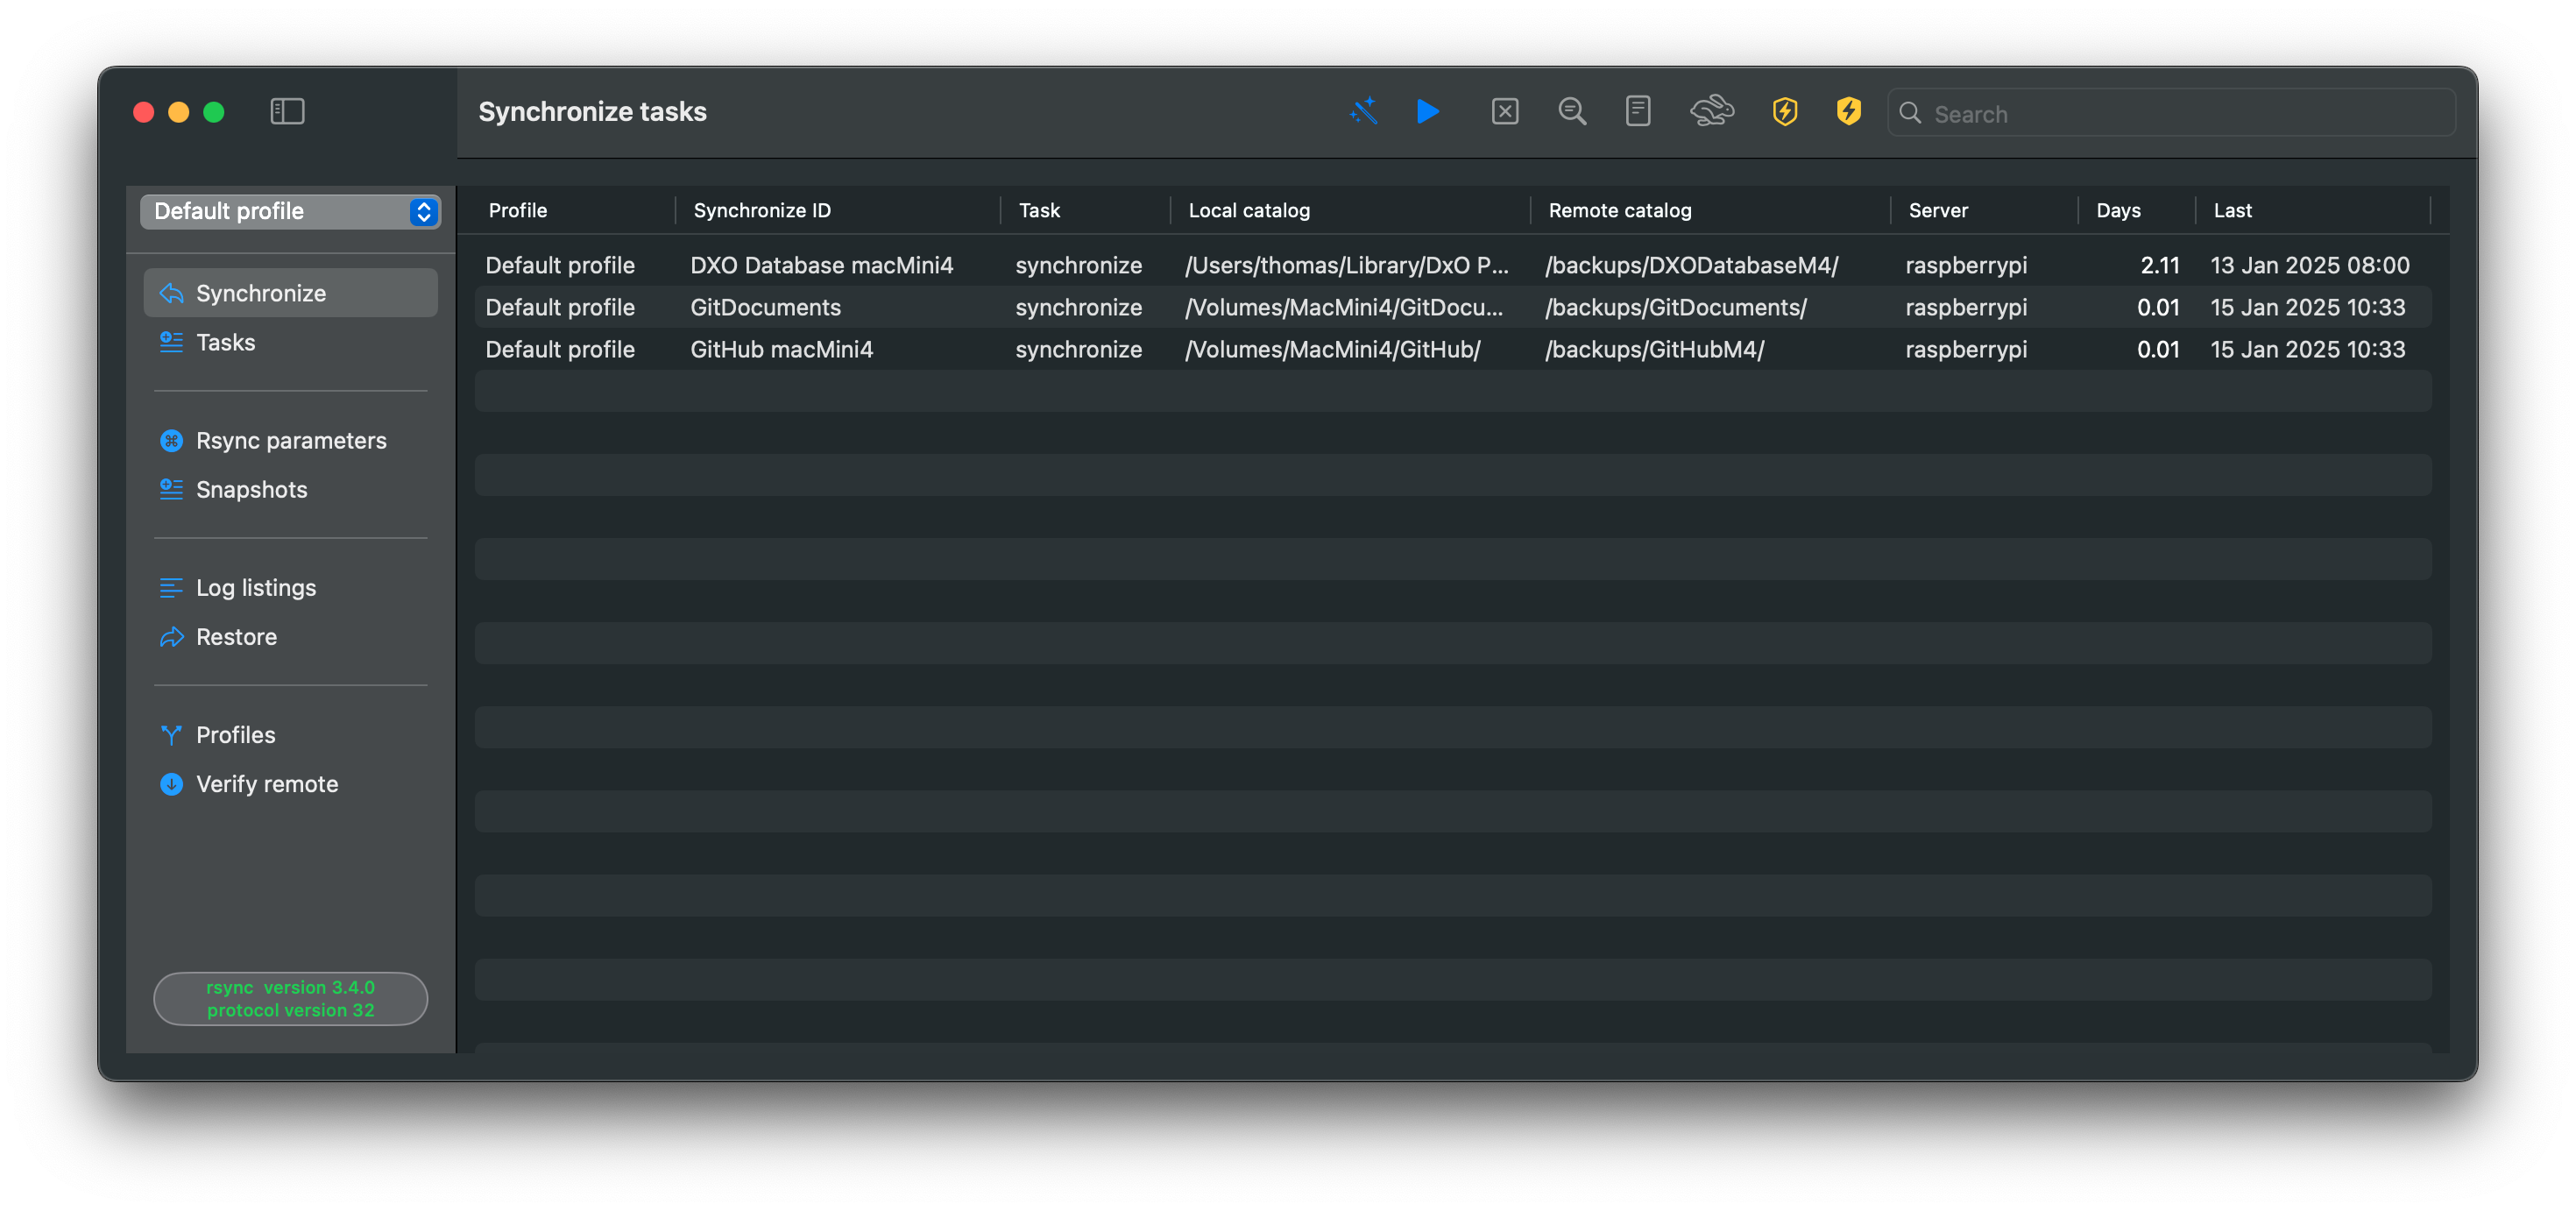 Synchronize tasks
Search
Default profile
Synchronize
Tasks
Rsync parameters
Snapshots
Log listings
Restore
Profiles
Verify remote
rsync version 3.4.0
protocol version 32
Profile Synchronize ID Task Local catalog Remote catalog Server Days Last
Default profile DXO Database macMini4 synchronize /Users/thomas/Library/DxO P... /backups/DXODatabaseM4/ raspberrypi 2.11 13 Jan 2025 08:00
Default profile GitDocuments synchronize /Volumes/MacMini4/GitDocu... /backups/GitDocuments/ raspberrypi 0.01 15 Jan 2025 10:33
Default profile GitHub macMini4 synchronize /Volumes/MacMini4/GitHub/ /backups/GitHubM4/ raspberrypi 0.01 15 Jan 2025 10:33